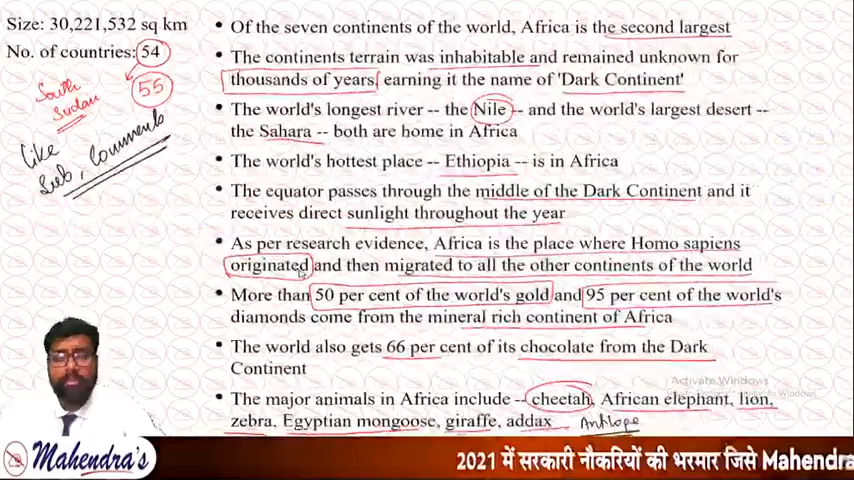 Size: 30,221,532 sq km
No. of countries: 54
55
South
Sudan
Like
Sub, Comments
• Of the seven continents of the world, Africa is the second largest
• The continents terrain was inhabitable and remained unknown for
thousands of years, earning it the name of 'Dark Continent'
• The world's longest river -- the Nile -- and the world's largest desert --
the Sahara -- both are home in Africa
• The world's hottest place -- Ethiopia -- is in Africa
• The equator passes through the middle of the Dark Continent and it
receives direct sunlight throughout the year
• As per research evidence, Africa is the place where Homo sapiens
originated and then migrated to all the other continents of the world
• More than 50 per cent of the world's gold and 95 per cent of the world's
diamonds come from the mineral rich continent of Africa
• The world also gets 66 per cent of its chocolate from the Dark
Continent
Activate Windows
• The major animals in Africa include -- cheetah, African elephant, lion,
zebra, Egyptian mongoose, giraffe, addax Antilope
Mahendra's
2021 में सरकारी नौकरियों की भरमार जिसे Mahendra